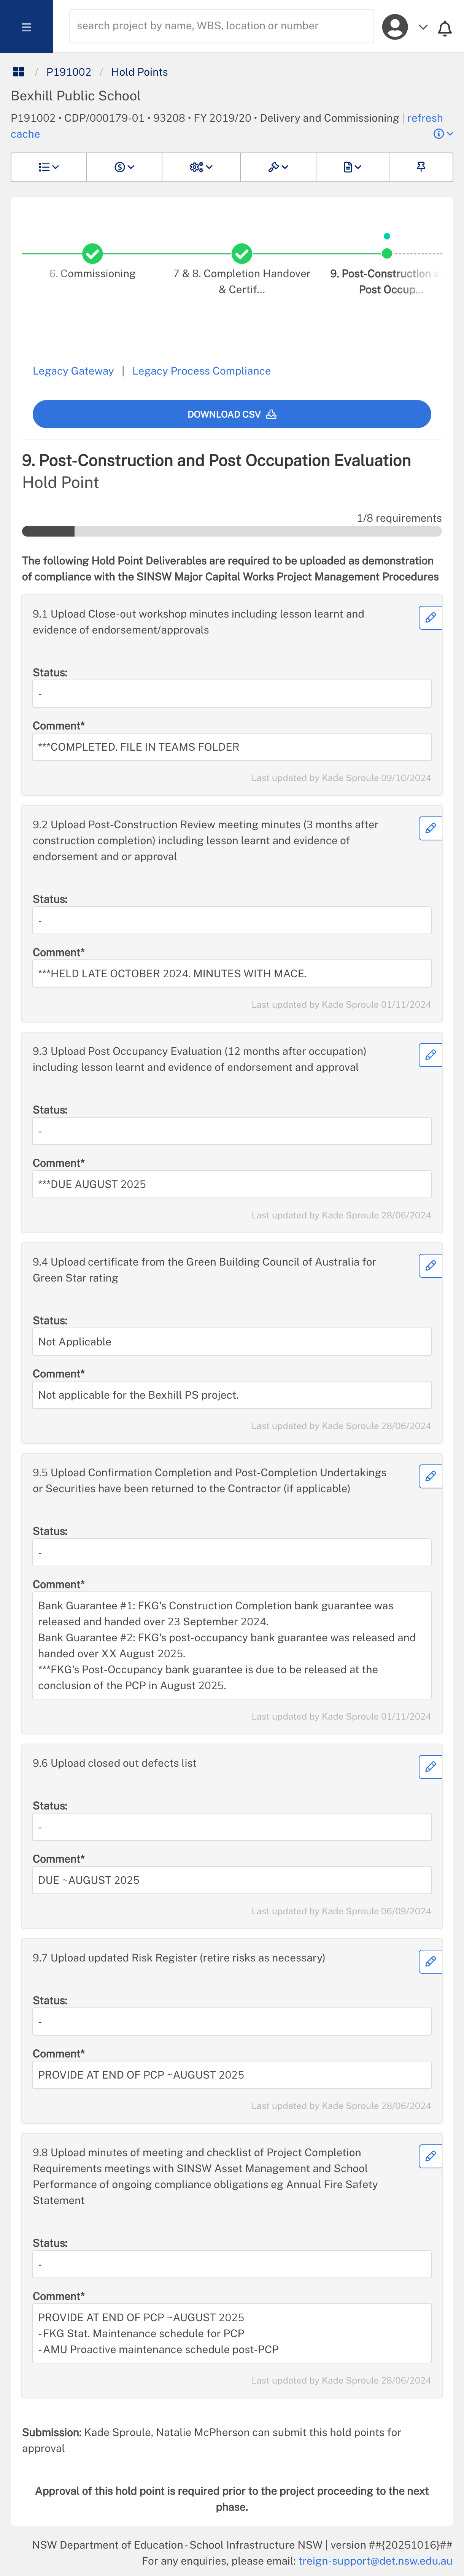 search project by name, WBS, location or number
/ P191002 / Hold Points
Bexhill Public School
P191002 • CDP/000179-01 • 93208 • FY 2019/20 • Delivery and Commissioning | refresh
cache
6. Commissioning
7 & 8. Completion Handover
& Certif...
9. Post-Construction a
Post Occup...
Legacy Gateway | Legacy Process Compliance
DOWNLOAD CSV
9. Post-Construction and Post Occupation Evaluation
Hold Point
1/8 requirements
The following Hold Point Deliverables are required to be uploaded as demonstration
of compliance with the SINSW Major Capital Works Project Management Procedures
9.1 Upload Close-out workshop minutes including lesson learnt and
evidence of endorsement/approvals
Status:
-
Comment*
***COMPLETED. FILE IN TEAMS FOLDER
Last updated by Kade Sproule 09/10/2024
9.2 Upload Post-Construction Review meeting minutes (3 months after
construction completion) including lesson learnt and evidence of
endorsement and or approval
Status:
-
Comment*
***HELD LATE OCTOBER 2024. MINUTES WITH MACE.
Last updated by Kade Sproule 01/11/2024
9.3 Upload Post Occupancy Evaluation (12 months after occupation)
including lesson learnt and evidence of endorsement and approval
Status:
-
Comment*
***DUE AUGUST 2025
Last updated by Kade Sproule 28/06/2024
9.4 Upload certificate from the Green Building Council of Australia for
Green Star rating
Status:
Not Applicable
Comment*
Not applicable for the Bexhill PS project.
Last updated by Kade Sproule 28/06/2024
9.5 Upload Confirmation Completion and Post-Completion Undertakings
or Securities have been returned to the Contractor (if applicable)
Status:
-
Comment*
Bank Guarantee #1: FKG's Construction Completion bank guarantee was
released and handed over 23 September 2024.
Bank Guarantee #2: FKG's post-occupancy bank guarantee was released and
handed over XX August 2025.
***FKG's Post-Occupancy bank guarantee is due to be released at the
conclusion of the PCP in August 2025.
Last updated by Kade Sproule 01/11/2024
9.6 Upload closed out defects list
Status:
-
Comment*
DUE ~AUGUST 2025
Last updated by Kade Sproule 06/09/2024
9.7 Upload updated Risk Register (retire risks as necessary)
Status:
-
Comment*
PROVIDE AT END OF PCP ~AUGUST 2025
Last updated by Kade Sproule 28/06/2024
9.8 Upload minutes of meeting and checklist of Project Completion
Requirements meetings with SINSW Asset Management and School
Performance of ongoing compliance obligations eg Annual Fire Safety
Statement
Status:
-
Comment*
PROVIDE AT END OF PCP ~AUGUST 2025
- FKG Stat. Maintenance schedule for PCP
- AMU Proactive maintenance schedule post-PCP
Last updated by Kade Sproule 28/06/2024
Submission: Kade Sproule, Natalie McPherson can submit this hold points for
approval
Approval of this hold point is required prior to the project proceeding to the next
phase.
NSW Department of Education - School Infrastructure NSW | version ##{20251016}##
For any enquiries, please email: treign-support@det.nsw.edu.au